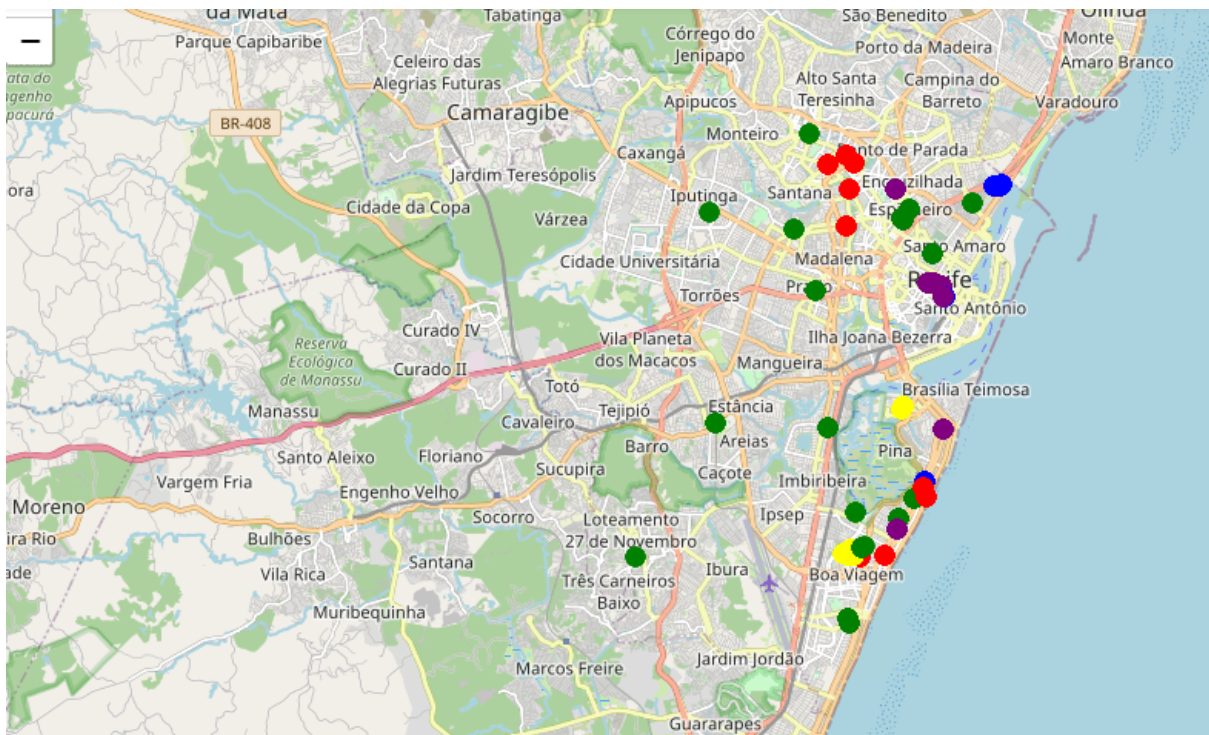 da Mata
Tabatinga
São Benedito
Olinda
Parque Capibaribe
Córrego do
Jenipapo
Porto da Madeira
Monte
Amaro Branco
−
Celeiro das
Alegrias Futuras
Alto Santa
Teresinha
Campina do
Barreto
Varadouro
Apipucos
Camaragibe
BR-408
Monteiro
Caxangá
de Parada
Jardim Teresópolis
Santana
Iputinga
Cidade da Copa
Várzea
Santo Amaro
Cidade Universitária
Madalena
Torrões
Santo Antônio
Curado IV
Vila Planeta
dos Macacos
Ilha Joana Bezerra
Reserva
Ecológica
de Manassu
Curado II
Mangueira
Totó
Brasília Teimosa
Manassu
Cavaleiro
Tejipió
Estância
Areias
Santo Aleixo
Floriano
Barro
Pina
Vargem Fria
Sucupira
Caçote
Imbiribeira
Engenho Velho
Moreno
Socorro
Loteamento
27 de Novembro
Ipsep
Bulhões
Santana
Ibura
Boa Viagem
Vila Rica
Três Carneiros
Baixo
Muribequinha
Marcos Freire
Jardim Jordão
Guararapes